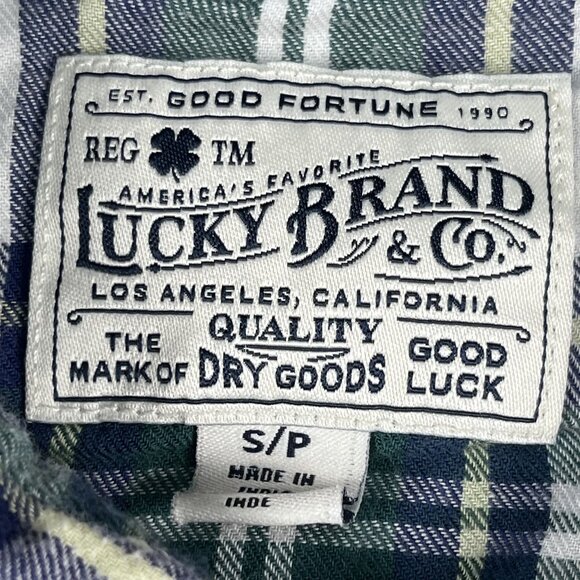 EST. GOOD FORTUNE 1990
REG TM
AMERICA'S FAVORITE
LUCKY BRAND & Co.
LOS ANGELES, CALIFORNIA
THE MARK OF QUALITY DRY GOODS GOOD LUCK
S/P
MADE IN